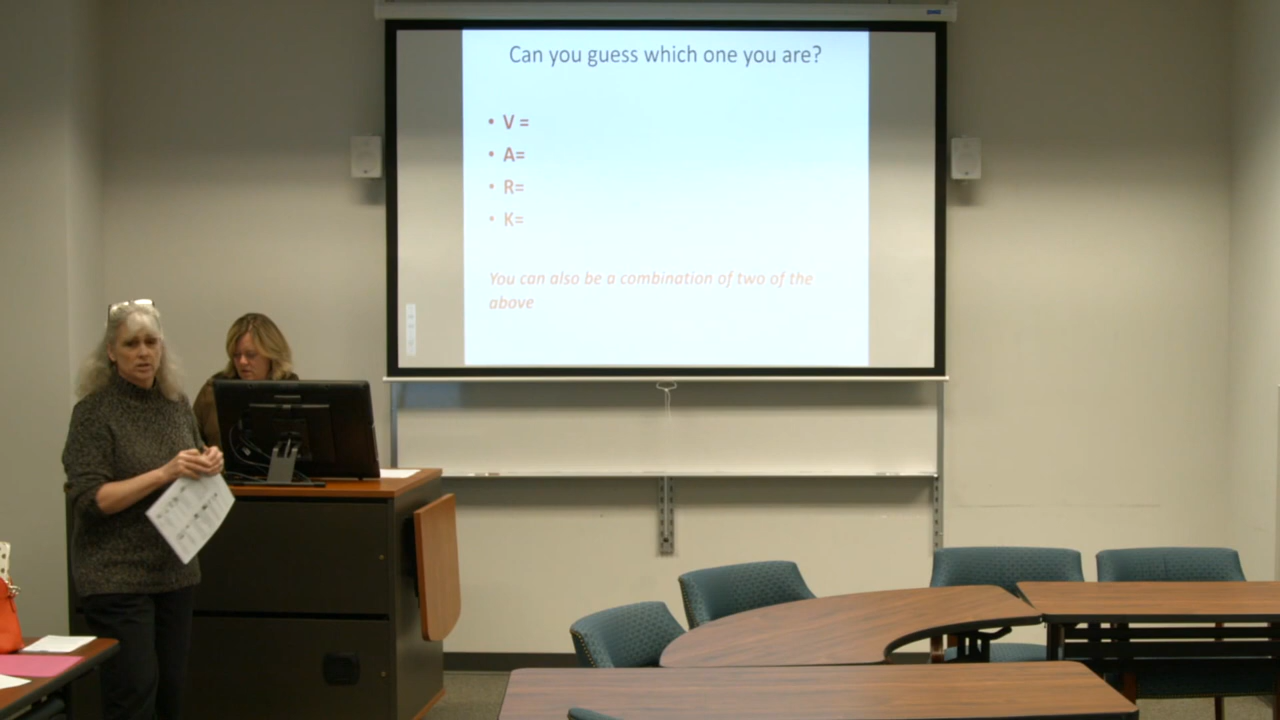 Can you guess which one you are?
• V =
• A=
• R=
• K=
You can also be a combination of two of the
above